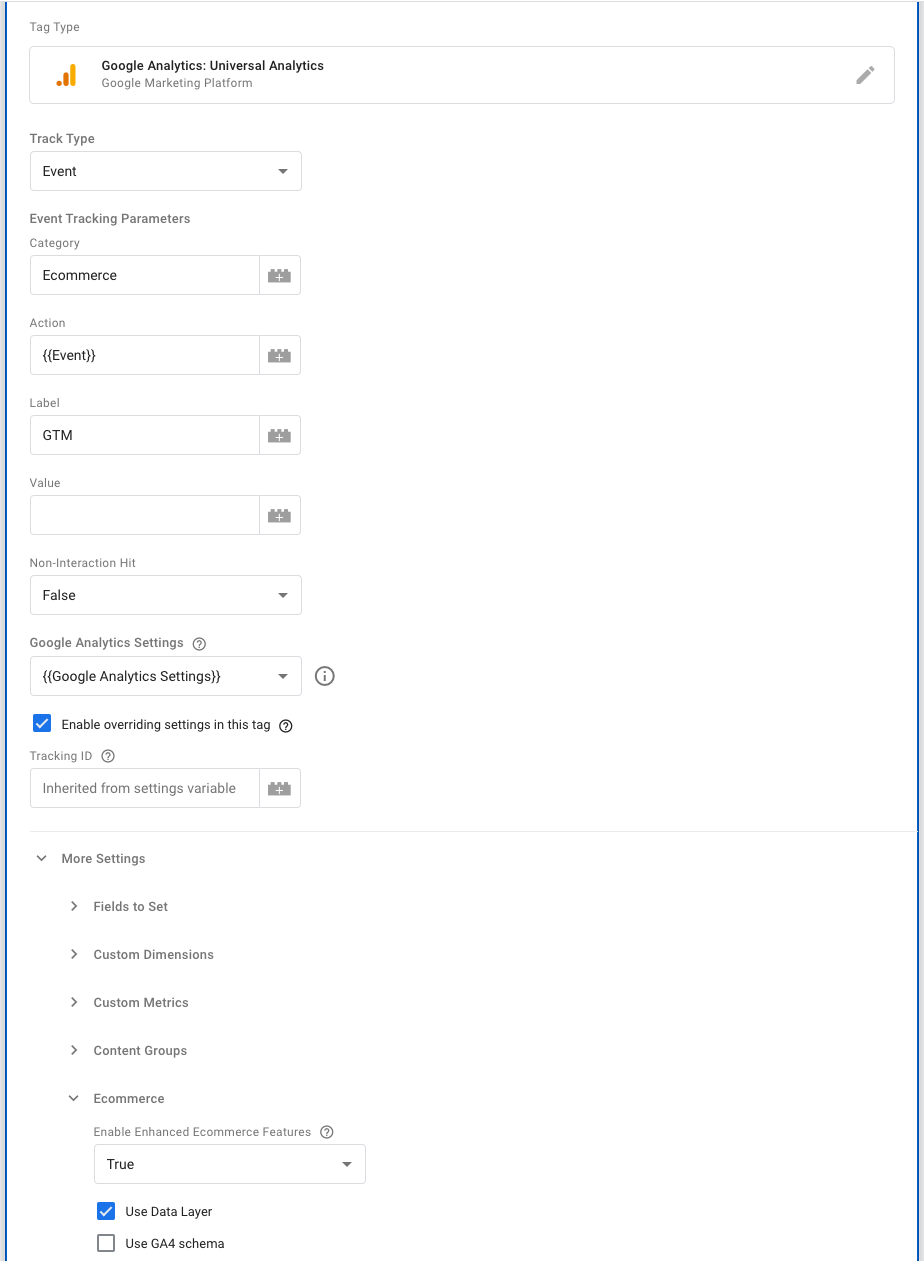 Tag Type
Google Analytics: Universal Analytics
Google Marketing Platform
Track Type
Event
Event Tracking Parameters
Category
Ecommerce
Action
{{Event}}
Label
GTM
Value
Non-Interaction Hit
False
Google Analytics Settings
{{Google Analytics Settings}}
Enable overriding settings in this tag
Tracking ID
Inherited from settings variable
More Settings
Fields to Set
Custom Dimensions
Custom Metrics
Content Groups
Ecommerce
Enable Enhanced Ecommerce Features
True
Use Data Layer
Use GA4 schema